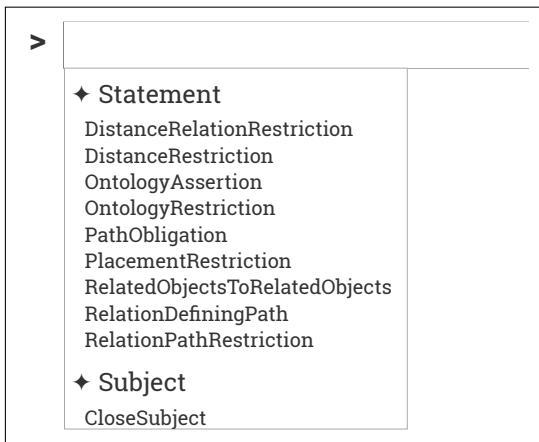 >
✦ Statement
DistanceRelationRestriction
DistanceRestriction
OntologyAssertion
OntologyRestriction
PathObligation
PlacementRestriction
RelatedObjectsToRelatedObjects
RelationDefiningPath
RelationPathRestriction
✦ Subject
CloseSubject